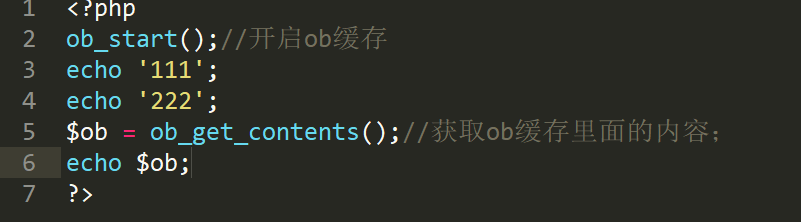 1 <?php
2 ob_start();//开启ob缓存
3 echo '111';
4 echo '222';
5 $ob = ob_get_contents();//获取ob缓存里面的内容；
6 echo $ob;
7 ?>